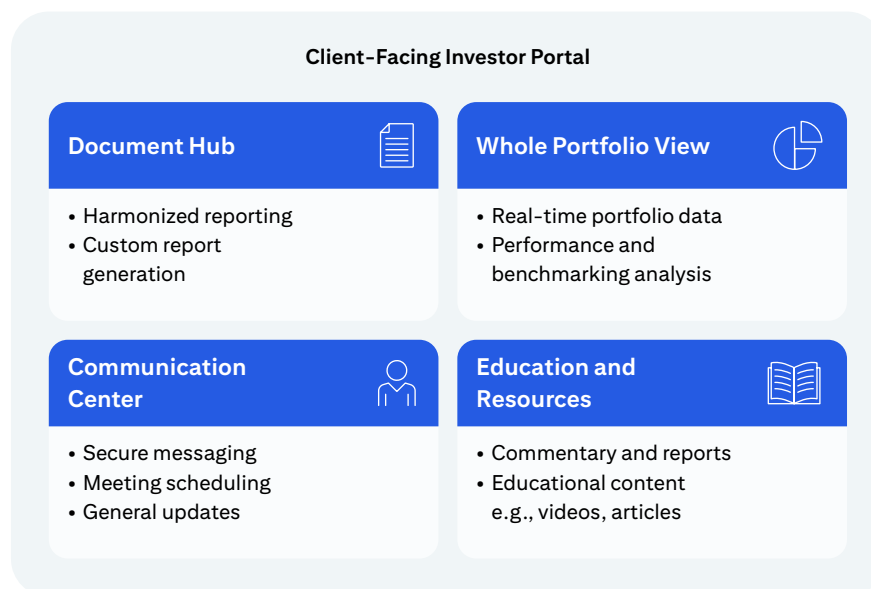 Client-Facing Investor Portal
Document Hub
• Harmonized reporting
• Custom report
generation
Whole Portfolio View
• Real-time portfolio data
• Performance and
benchmarking analysis
Communication
Center
• Secure messaging
• Meeting scheduling
• General updates
Education and
Resources
• Commentary and reports
• Educational content
e.g., videos, articles